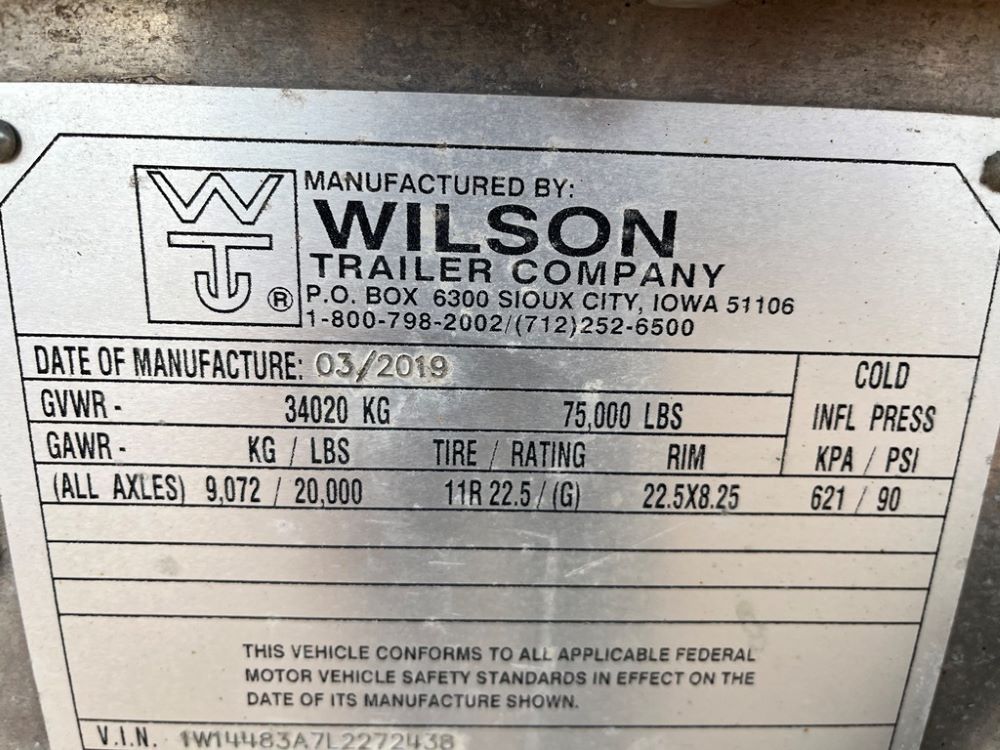 WTJ ®
MANUFACTURED BY:
WILSON
TRAILER COMPANY
P.O. BOX 6300 SIOUX CITY, IOWA 51106
1-800-798-2002/(712)252-6500
DATE OF MANUFACTURE: 03/2019
COLD
GVWR - 34020 KG 75,000 LBS
INFL PRESS
GAWR - KG / LBS TIRE / RATING RIM KPA / PSI
(ALL AXLES) 9,072 / 20,000 11R 22.5 / (G) 22.5X8.25 621 / 90
THIS VEHICLE CONFORMS TO ALL APPLICABLE FEDERAL
MOTOR VEHICLE SAFETY STANDARDS IN EFFECT ON THE
DATE OF ITS MANUFACTURE SHOWN.
V.I.N. 1W14483A7L2272438